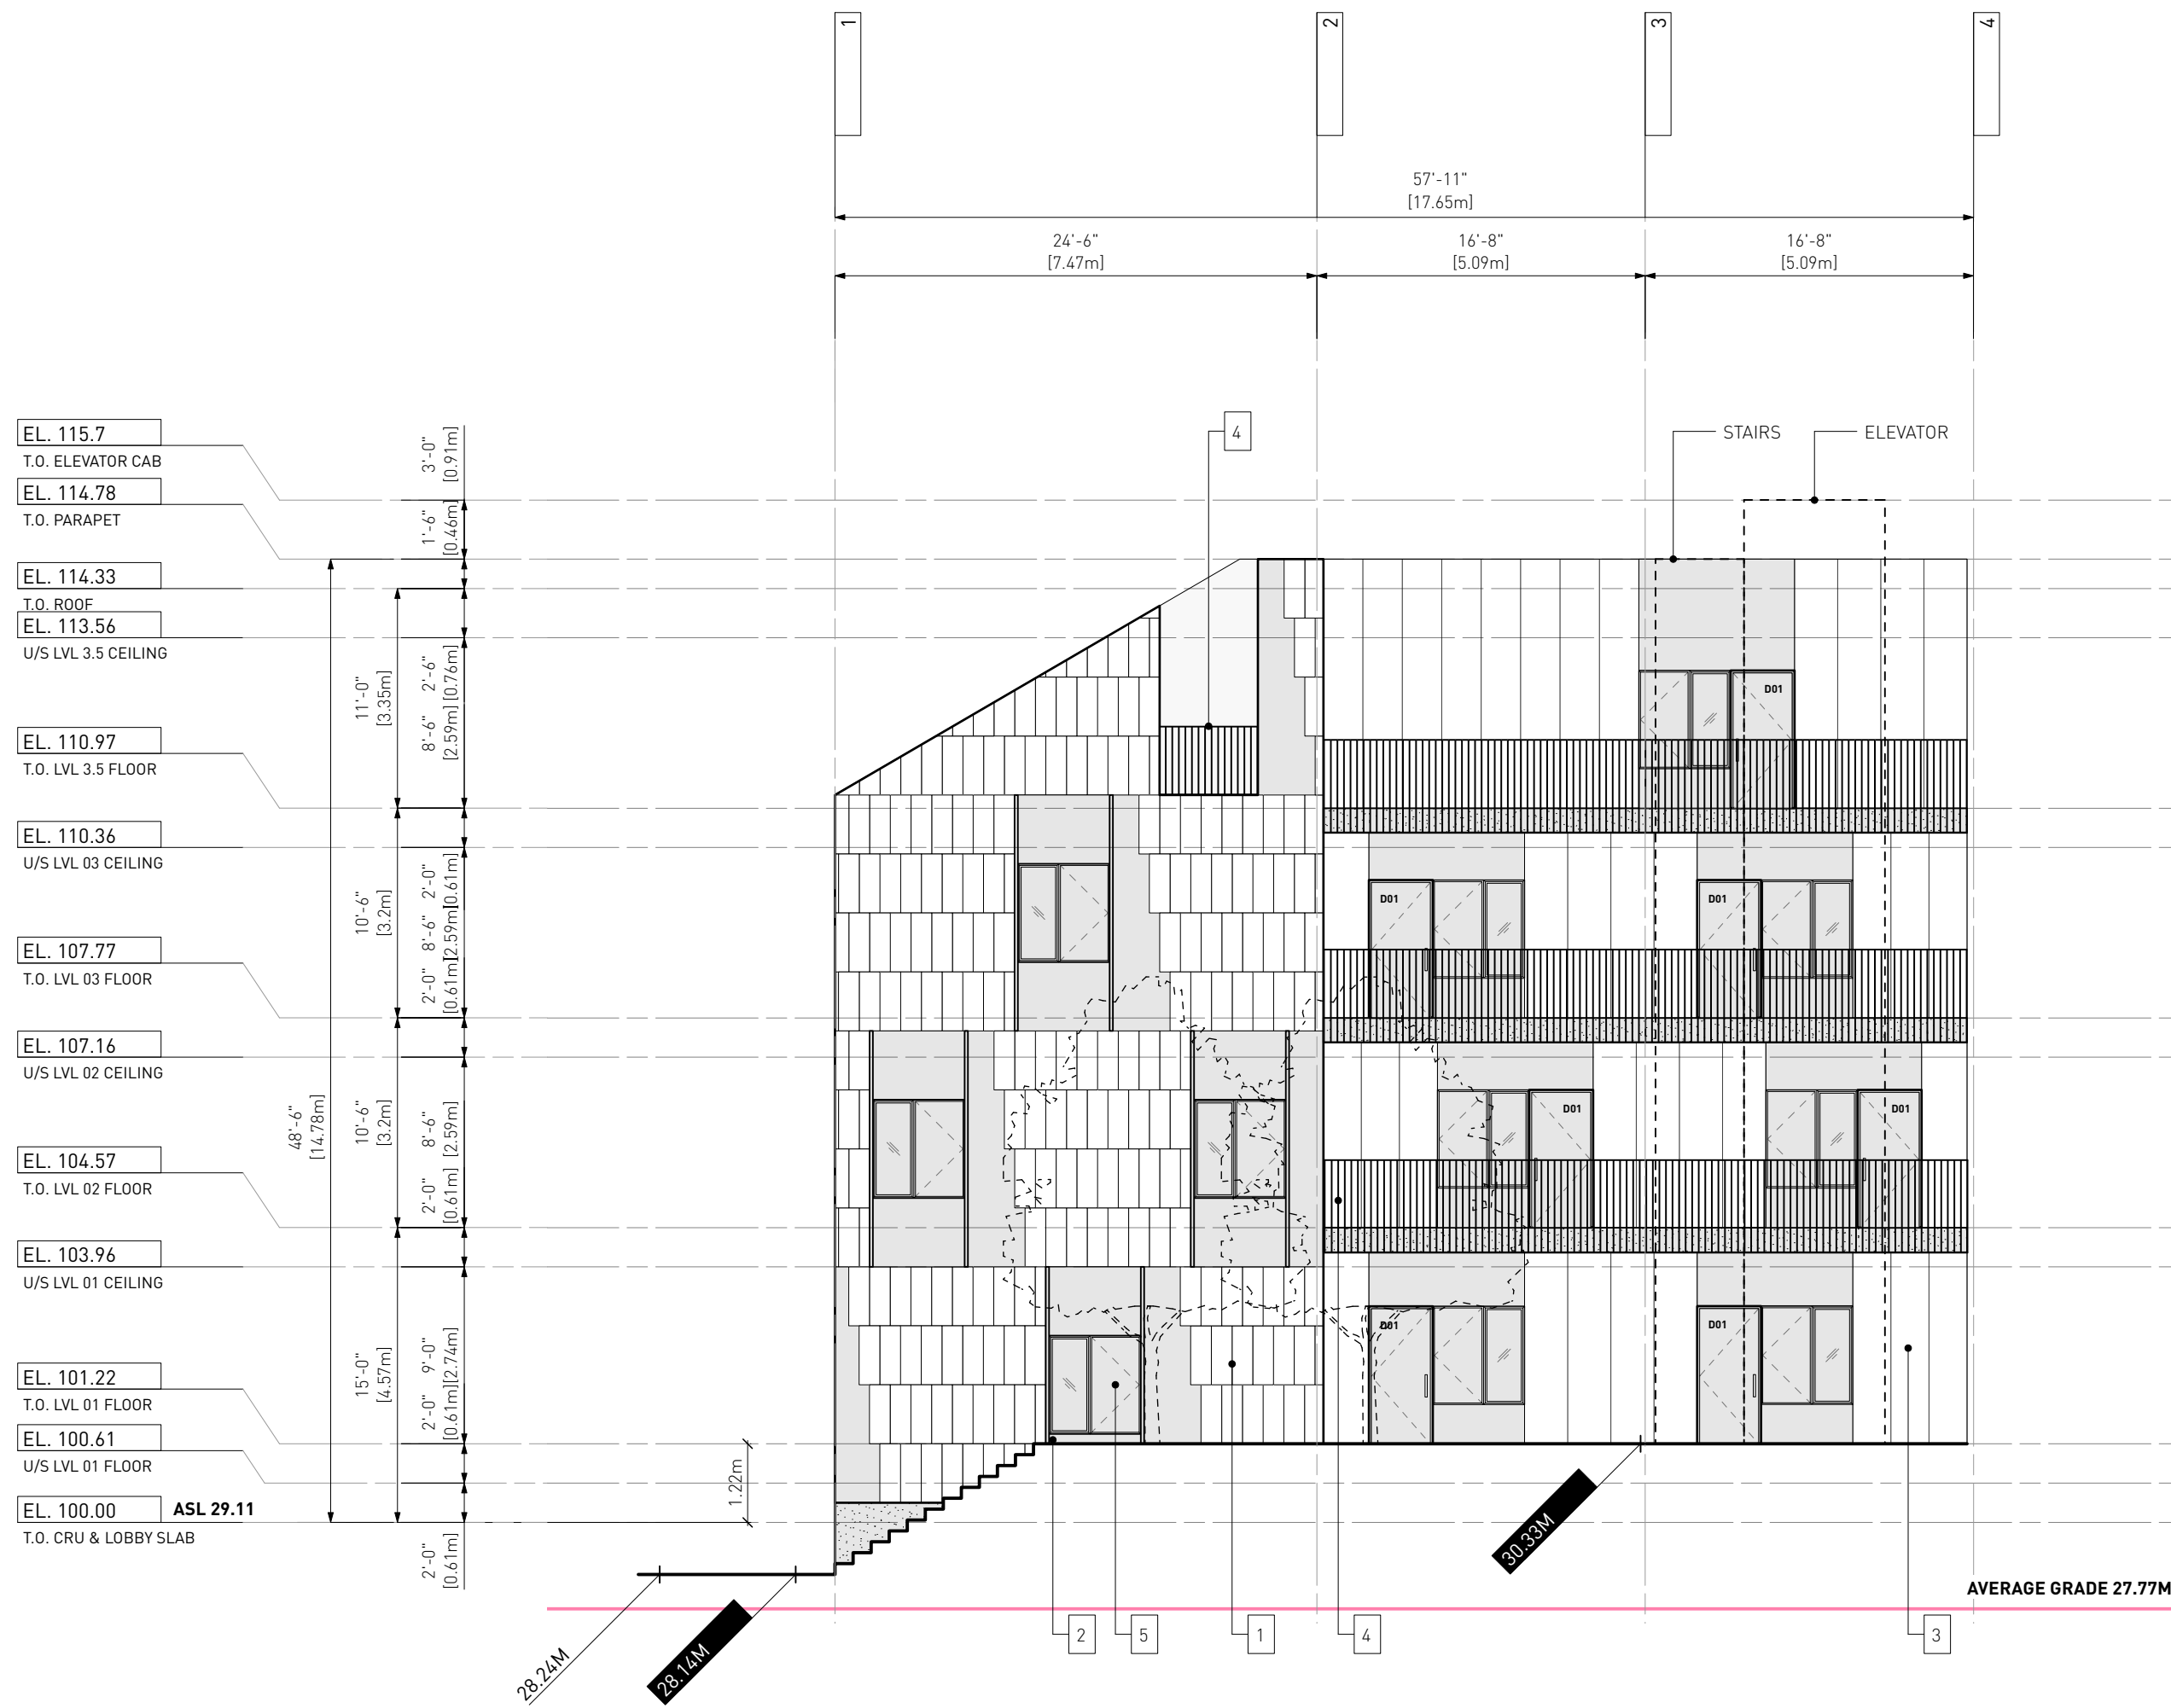 1
2
3
4
57'-11"
[17.65m]
24'-6"
[7.47m]
16'-8"
[5.09m]
16'-8"
[5.09m]
4
STAIRS
ELEVATOR
EL. 115.7
T.O. ELEVATOR CAB
EL. 114.78
T.O. PARAPET
EL. 114.33
T.O. ROOF
EL. 113.56
U/S LVL 3.5 CEILING
EL. 110.97
T.O. LVL 3.5 FLOOR
EL. 110.36
U/S LVL 03 CEILING
EL. 107.77
T.O. LVL 03 FLOOR
EL. 107.16
U/S LVL 02 CEILING
EL. 104.57
T.O. LVL 02 FLOOR
EL. 103.96
U/S LVL 01 CEILING
EL. 101.22
T.O. LVL 01 FLOOR
EL. 100.61
U/S LVL 01 FLOOR
EL. 100.00
ASL 29.11
T.O. CRU & LOBBY SLAB
48'-6"
[14.78m]
11'-0"
[3.35m]
10'-6"
[3.2m]
10'-6"
[3.2m]
15'-0"
[4.57m]
3'-0"
[0.91m]
1'-6"
[0.46m]
2'-6"
[0.76m]
8'-6"
[2.59m]
2'-0"
[0.61m]
8'-6"
[2.59m]
2'-0"
[0.61m]
8'-6"
[2.59m]
2'-0"
[0.61m]
9'-0"
[2.74m]
2'-0"
[0.61m]
2'-0"
[0.61m]
1.22m
D01
D01
D01
D01
D01
D01
D01
30.33M
28.24M
28.14M
AVERAGE GRADE 27.77M
2
5
1
4
3